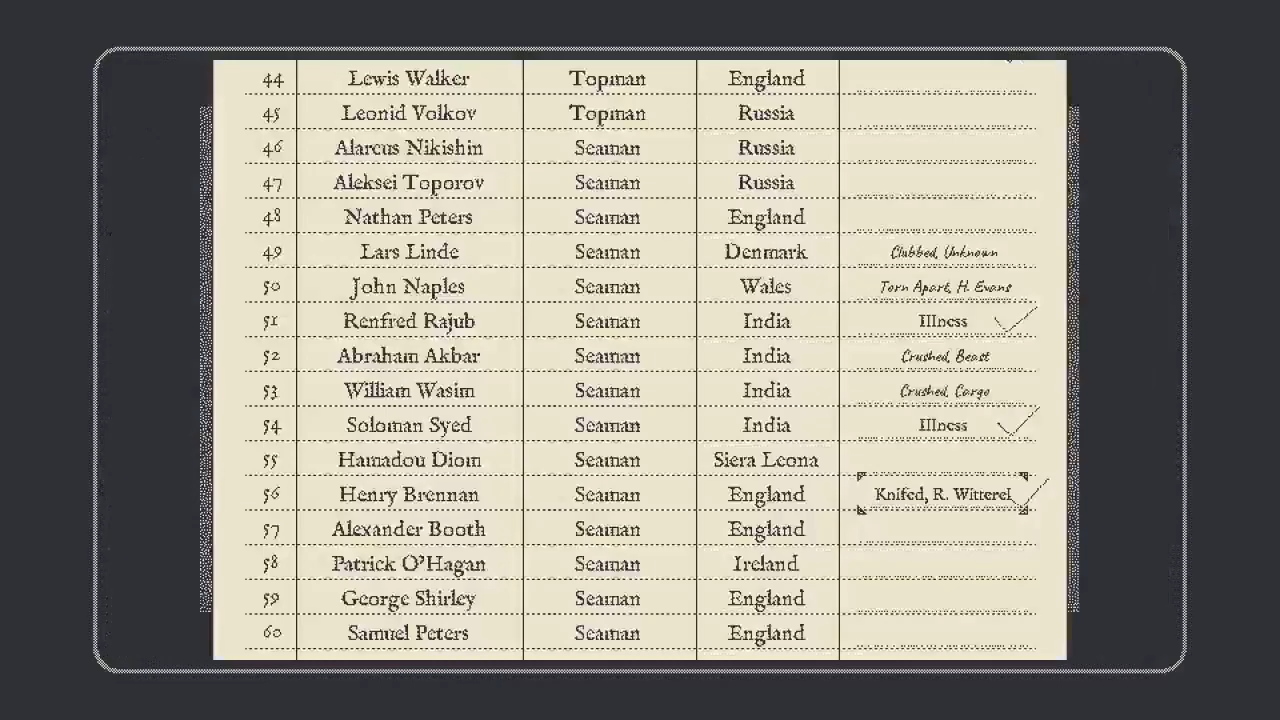 44 Lewis Walker Topman England
45 Leonid Volkov Topman Russia
46 Alarcus Nikishin Seaman Russia
47 Aleksei Toporov Seaman Russia
48 Nathan Peters Seaman England
49 Lars Linde Seaman Denmark Clubbed, Unknown
50 John Naples Seaman Wales Torn Apart, H. Evans
51 Renfred Rajub Seaman India Illness
52 Abraham Akbar Seaman India Crushed, Beast
53 William Wasim Seaman India Crushed, Cargo
54 Soloman Syed Seaman India Illness
55 Hamadou Diom Seaman Siera Leona
56 Henry Brennan Seaman England Knifed, R. Witterel
57 Alexander Booth Seaman England
58 Patrick O'Hagan Seaman Ireland
59 George Shirley Seaman England
60 Samuel Peters Seaman England